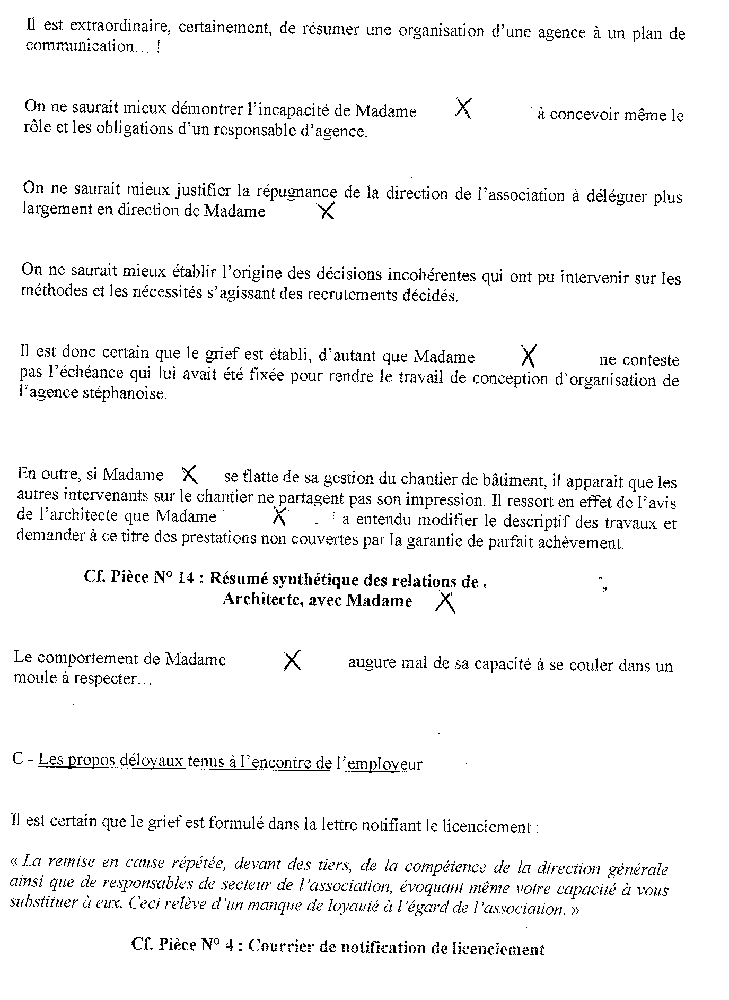 Il est extraordinaire, certainement, de résumer une organisation d'une agence à un plan de
communication... !
On ne saurait mieux démontrer l'incapacité de Madame X à concevoir même le
rôle et les obligations d'un responsable d'agence.
On ne saurait mieux justifier la répugnance de la direction de l'association à déléguer plus
largement en direction de Madame X
On ne saurait mieux établir l'origine des décisions incohérentes qui ont pu intervenir sur les
méthodes et les nécessités s'agissant des recrutements décidés.
Il est donc certain que le grief est établi, d'autant que Madame X ne conteste
pas l'échéance qui lui avait été fixée pour rendre le travail de conception d'organisation de
l'agence stéphanoise.
En outre, si Madame X se flatte de sa gestion du chantier de bâtiment, il apparait que les
autres intervenants sur le chantier ne partagent pas son impression. Il ressort en effet de l'avis
de l'architecte que Madame X a entendu modifier le descriptif des travaux et
demander à ce titre des prestations non couvertes par la garantie de parfait achèvement.
Cf. Pièce N° 14 : Résumé synthétique des relations de ,
Architecte, avec Madame X
Le comportement de Madame X augure mal de sa capacité à se couler dans un
moule à respecter...
C - Les propos déloyaux tenus à l'encontre de l'employeur
Il est certain que le grief est formulé dans la lettre notifiant le licenciement :
« La remise en cause répétée, devant des tiers, de la compétence de la direction générale
ainsi que de responsables de secteur de l'association, évoquant même votre capacité à vous
substituer à eux. Ceci relève d'un manque de loyauté à l'égard de l'association. »
Cf. Pièce N° 4 : Courrier de notification de licenciement